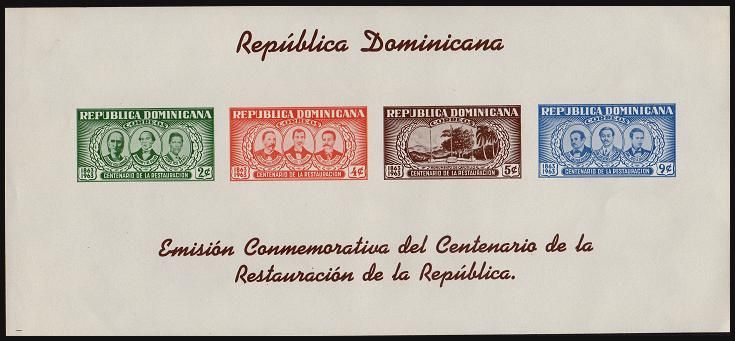 República Dominicana
REPUBLICA DOMINICANA
CORREOS
1863
1963
CENTENARIO DE LA RESTAURACION
2¢
REPUBLICA DOMINICANA
CORREOS
1863
1963
CENTENARIO DE LA RESTAURACION
4¢
REPUBLICA DOMINICANA
CORREOS
1863
1963
CENTENARIO DE LA RESTAURACION
5¢
REPUBLICA DOMINICANA
CORREOS
1863
1963
CENTENARIO DE LA RESTAURACION
9¢
Emisión Conmemorativa del Centenario de la
Restauración de la República.